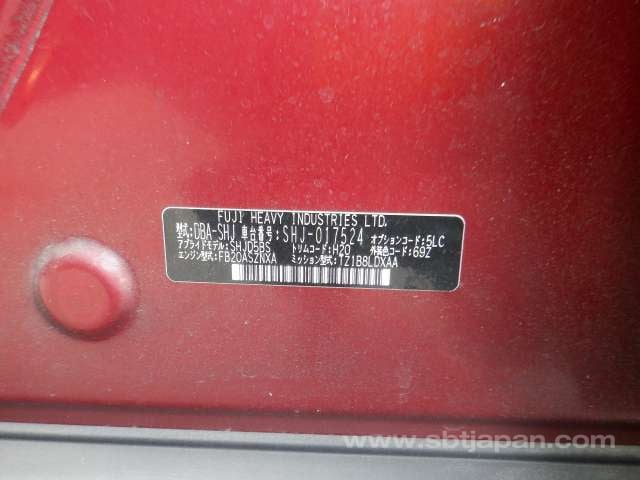 FUJI HEAVY INDUSTRIES LTD.
型式: DBA-SHJ 車台番号: SHJ-017524 オプションコード: 5LC
アプライドモデル: SHJD5BS トリムコード: H20 外装色コード: 69Z
エンジン型式: FB20ASZNXA ミッション型式: TZ1B8LDXAA
www.sbtjapan.com